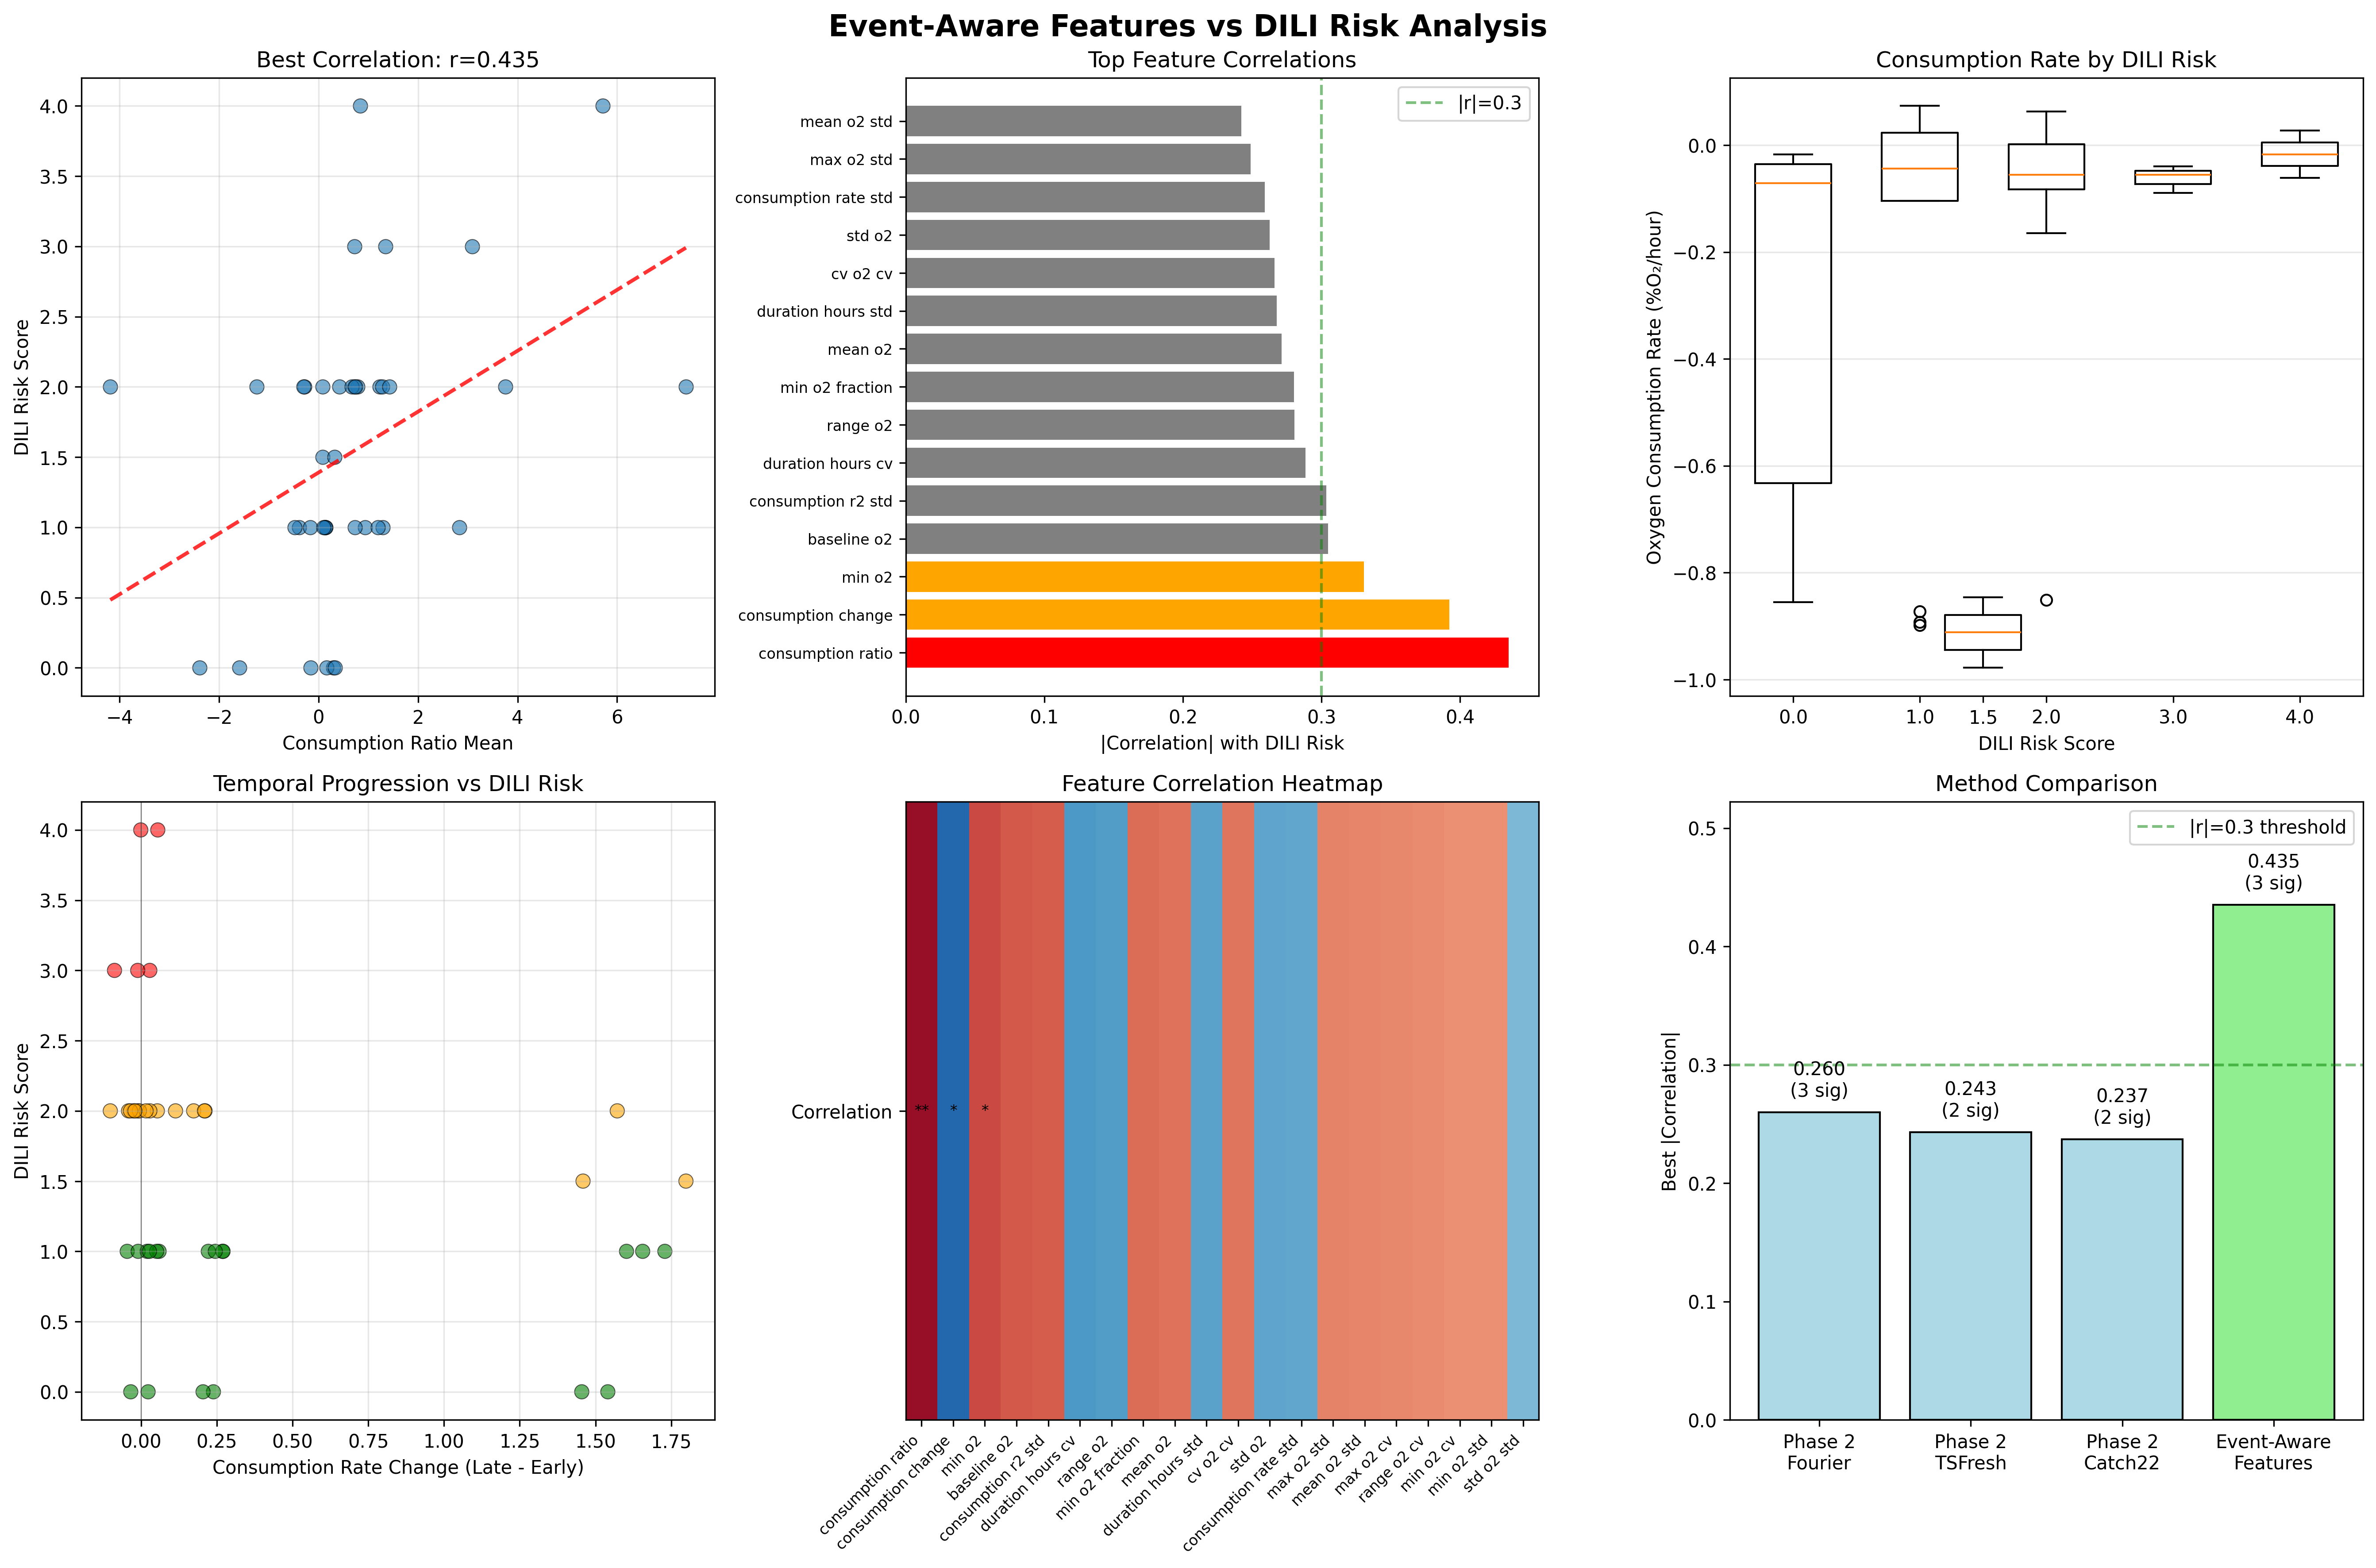 Event-Aware Features vs DILI Risk Analysis
Best Correlation: r=0.435
DILI Risk Score
4.0
3.5
3.0
2.5
2.0
1.5
1.0
0.5
0.0
−4
−2
0
2
4
6
Consumption Ratio Mean
Top Feature Correlations
|r|=0.3
mean o2 std
max o2 std
consumption rate std
std o2
cv o2 cv
duration hours std
mean o2
min o2 fraction
range o2
duration hours cv
consumption r2 std
baseline o2
min o2
consumption change
consumption ratio
0.0
0.1
0.2
0.3
0.4
|Correlation| with DILI Risk
Consumption Rate by DILI Risk
Oxygen Consumption Rate (%O₂/hour)
0.0
−0.2
−0.4
−0.6
−0.8
−1.0
0.0
1.0
1.5
2.0
3.0
4.0
DILI Risk Score
Temporal Progression vs DILI Risk
DILI Risk Score
4.0
3.5
3.0
2.5
2.0
1.5
1.0
0.5
0.0
0.00
0.25
0.50
0.75
1.00
1.25
1.50
1.75
Consumption Rate Change (Late - Early)
Feature Correlation Heatmap
Correlation
**
*
*
consumption ratio
consumption change
min o2
baseline o2
consumption r2 std
duration hours cv
range o2
min o2 fraction
mean o2
duration hours std
cv o2 cv
std o2
consumption rate std
max o2 std
mean o2 std
max o2 cv
range o2 cv
min o2 cv
min o2 std
std o2 std
Method Comparison
|r|=0.3 threshold
Best |Correlation|
0.5
0.4
0.3
0.2
0.1
0.0
0.260
(3 sig)
0.243
(2 sig)
0.237
(2 sig)
0.435
(3 sig)
Phase 2
Fourier
Phase 2
TSFresh
Phase 2
Catch22
Event-Aware
Features